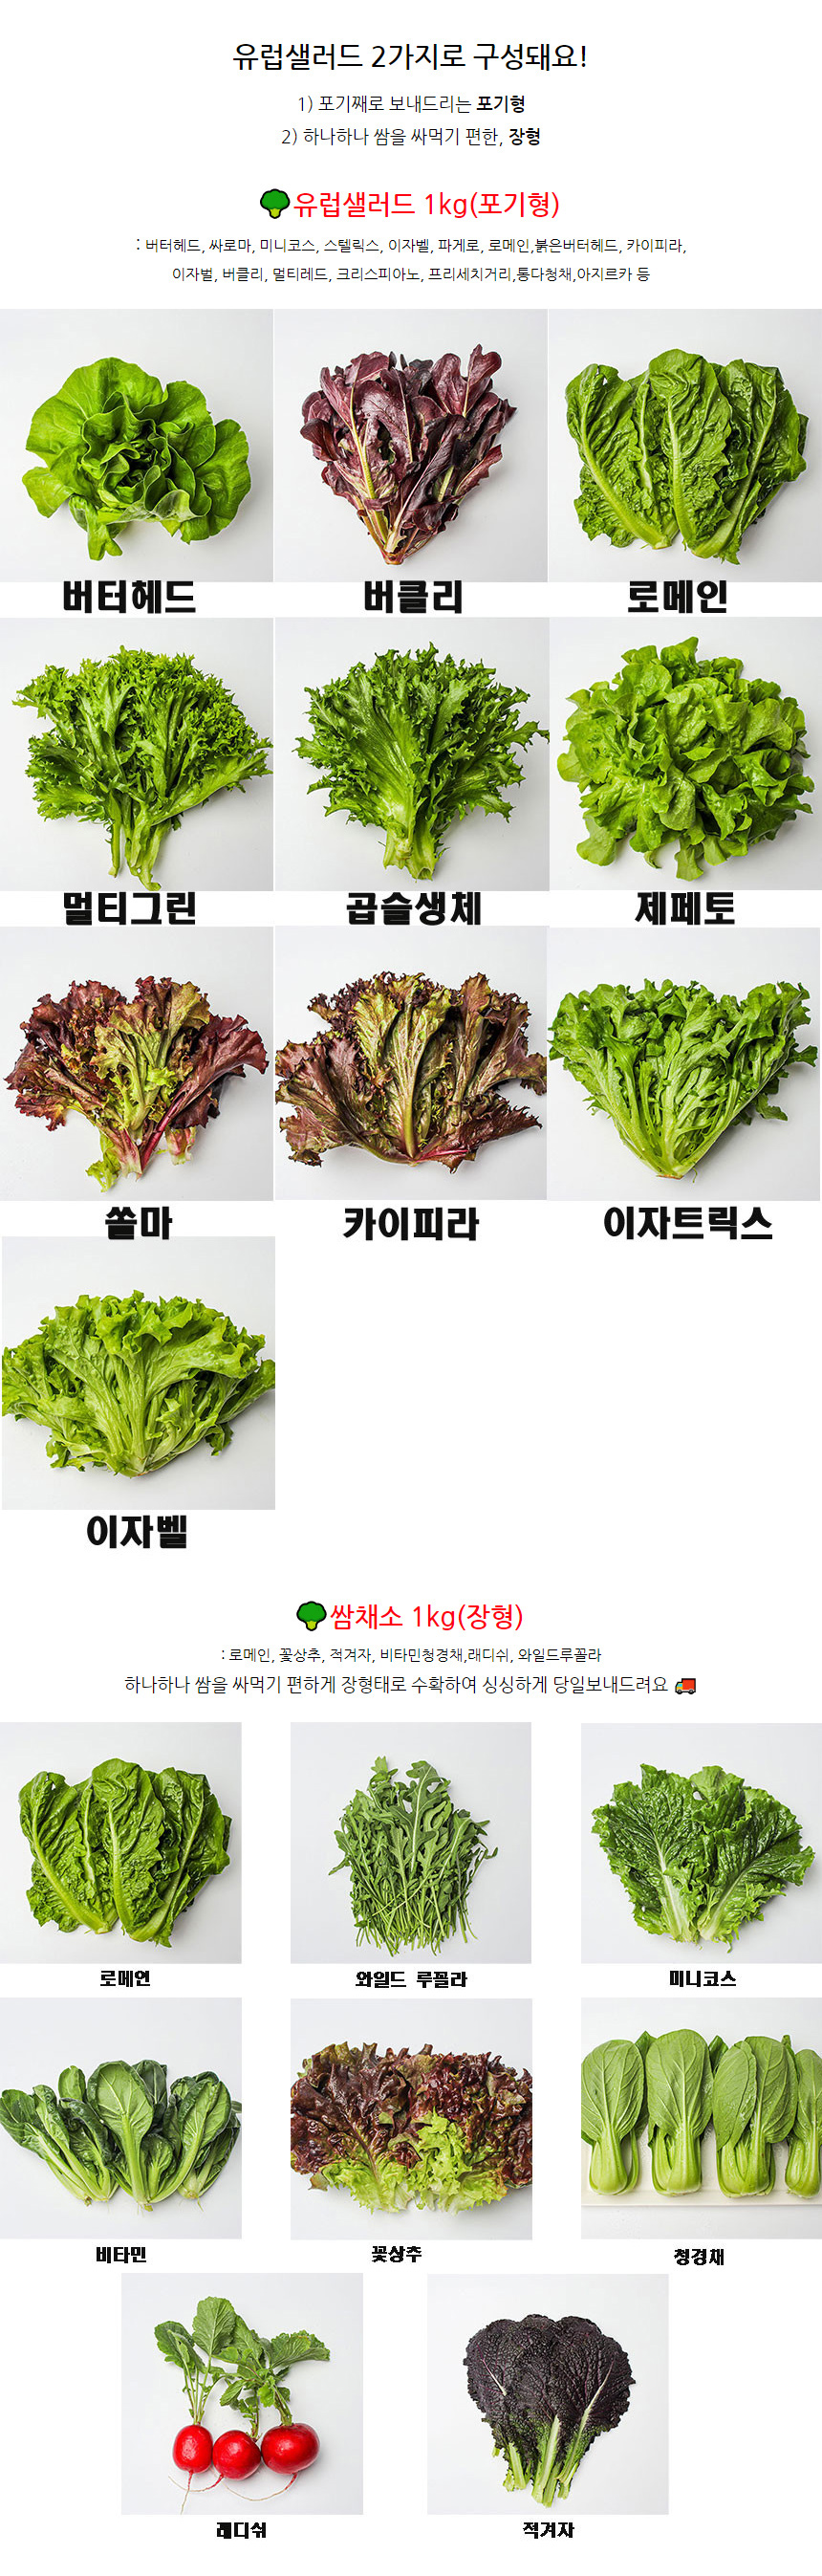 유럽샐러드 2가지로 구성돼요!
1) 포기째로 보내드리는 포기형
2) 하나하나 쌈을 싸먹기 편한, 장형
유럽샐러드 1kg(포기형)
: 버터헤드, 싸로마, 미니코스, 스텔릭스, 이자벨, 파게로, 로메인,붉은버터헤드, 카이피라,
이자벌, 버클리, 멀티레드, 크리스피아노, 프리세치거리,통다청채,아지르카 등
버터헤드 버클리 로메인
멀티그린 곱슬생체 제페토
쏠마 카이피라 이자트릭스
이자벨
쌈채소 1kg(장형)
: 로메인, 꽃상추, 적겨자, 비타민청경채,래디쉬, 와일드루꼴라
하나하나 쌈을 싸먹기 편하게 장형태로 수확하여 싱싱하게 당일보내드려요
로메인 와일드 루꼴라 미니코스
비타민 꽃상추 청경채
래디쉬 적겨자